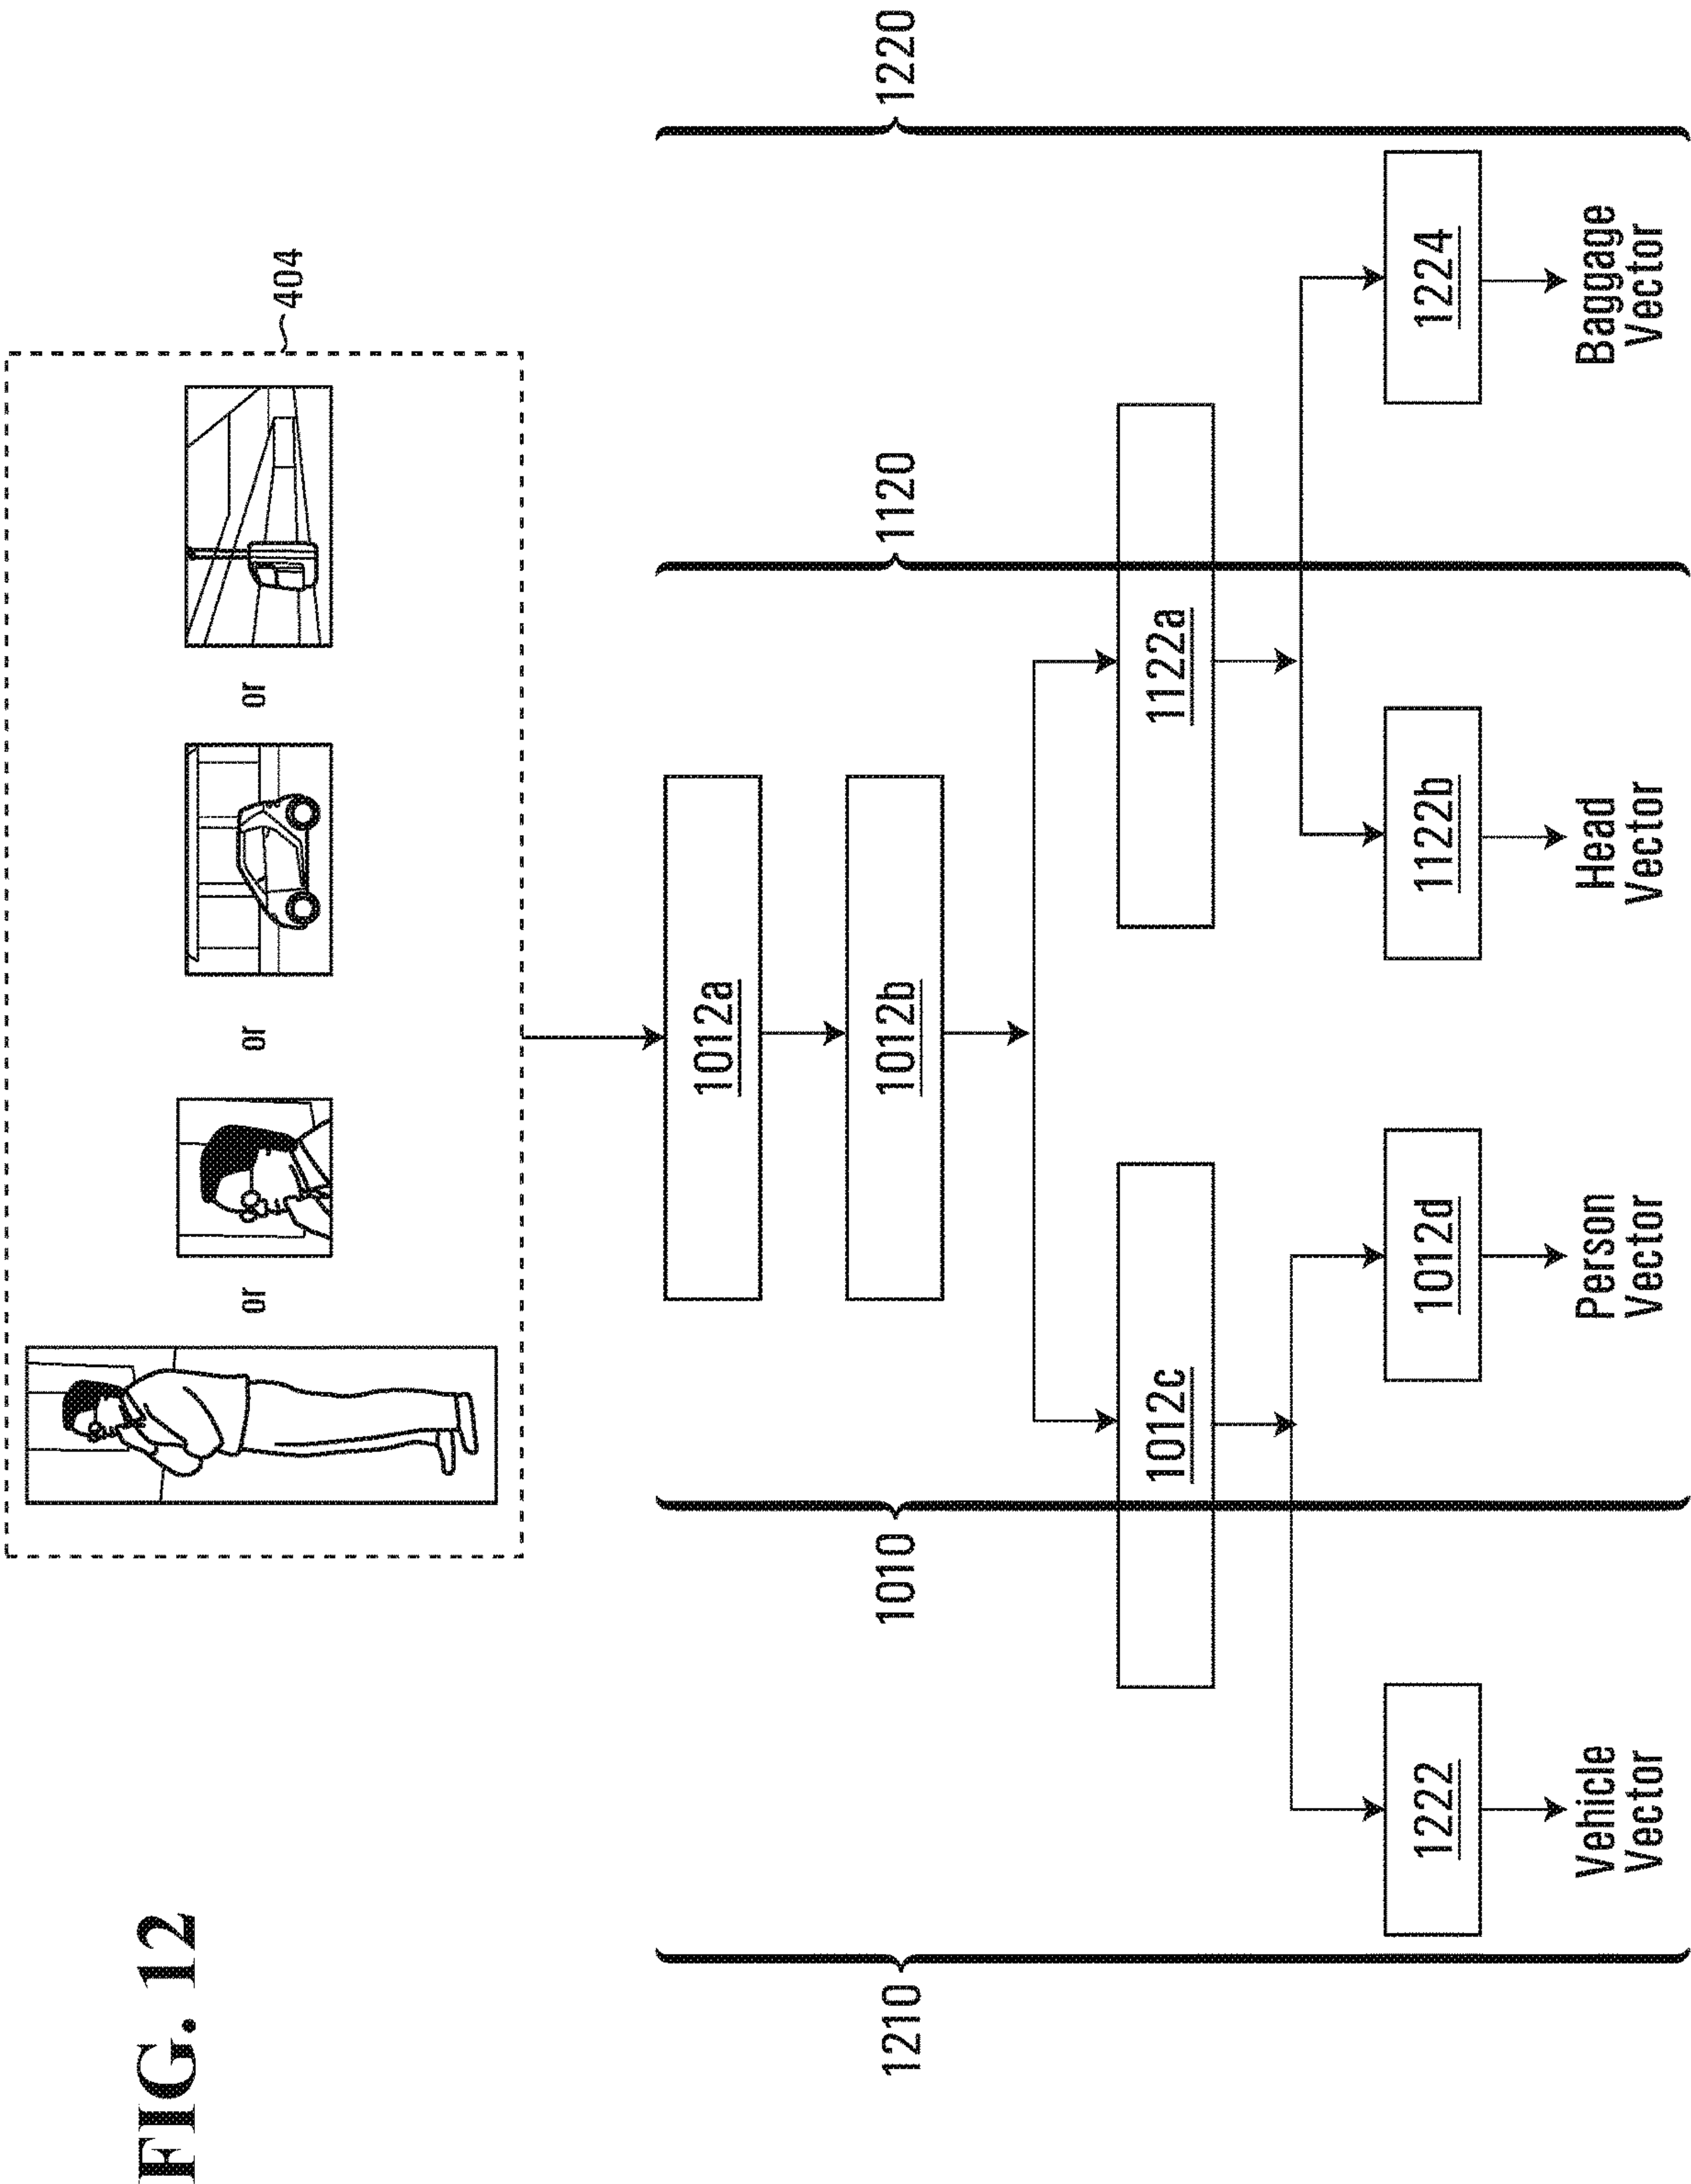 FIG. 12
404
or
or
or
1210
1010
1120
1220
1012a
1012b
1012c
1122a
1222
1012d
1122b
1224
Vehicle
Vector
Person
Vector
Head
Vector
Baggage
Vector